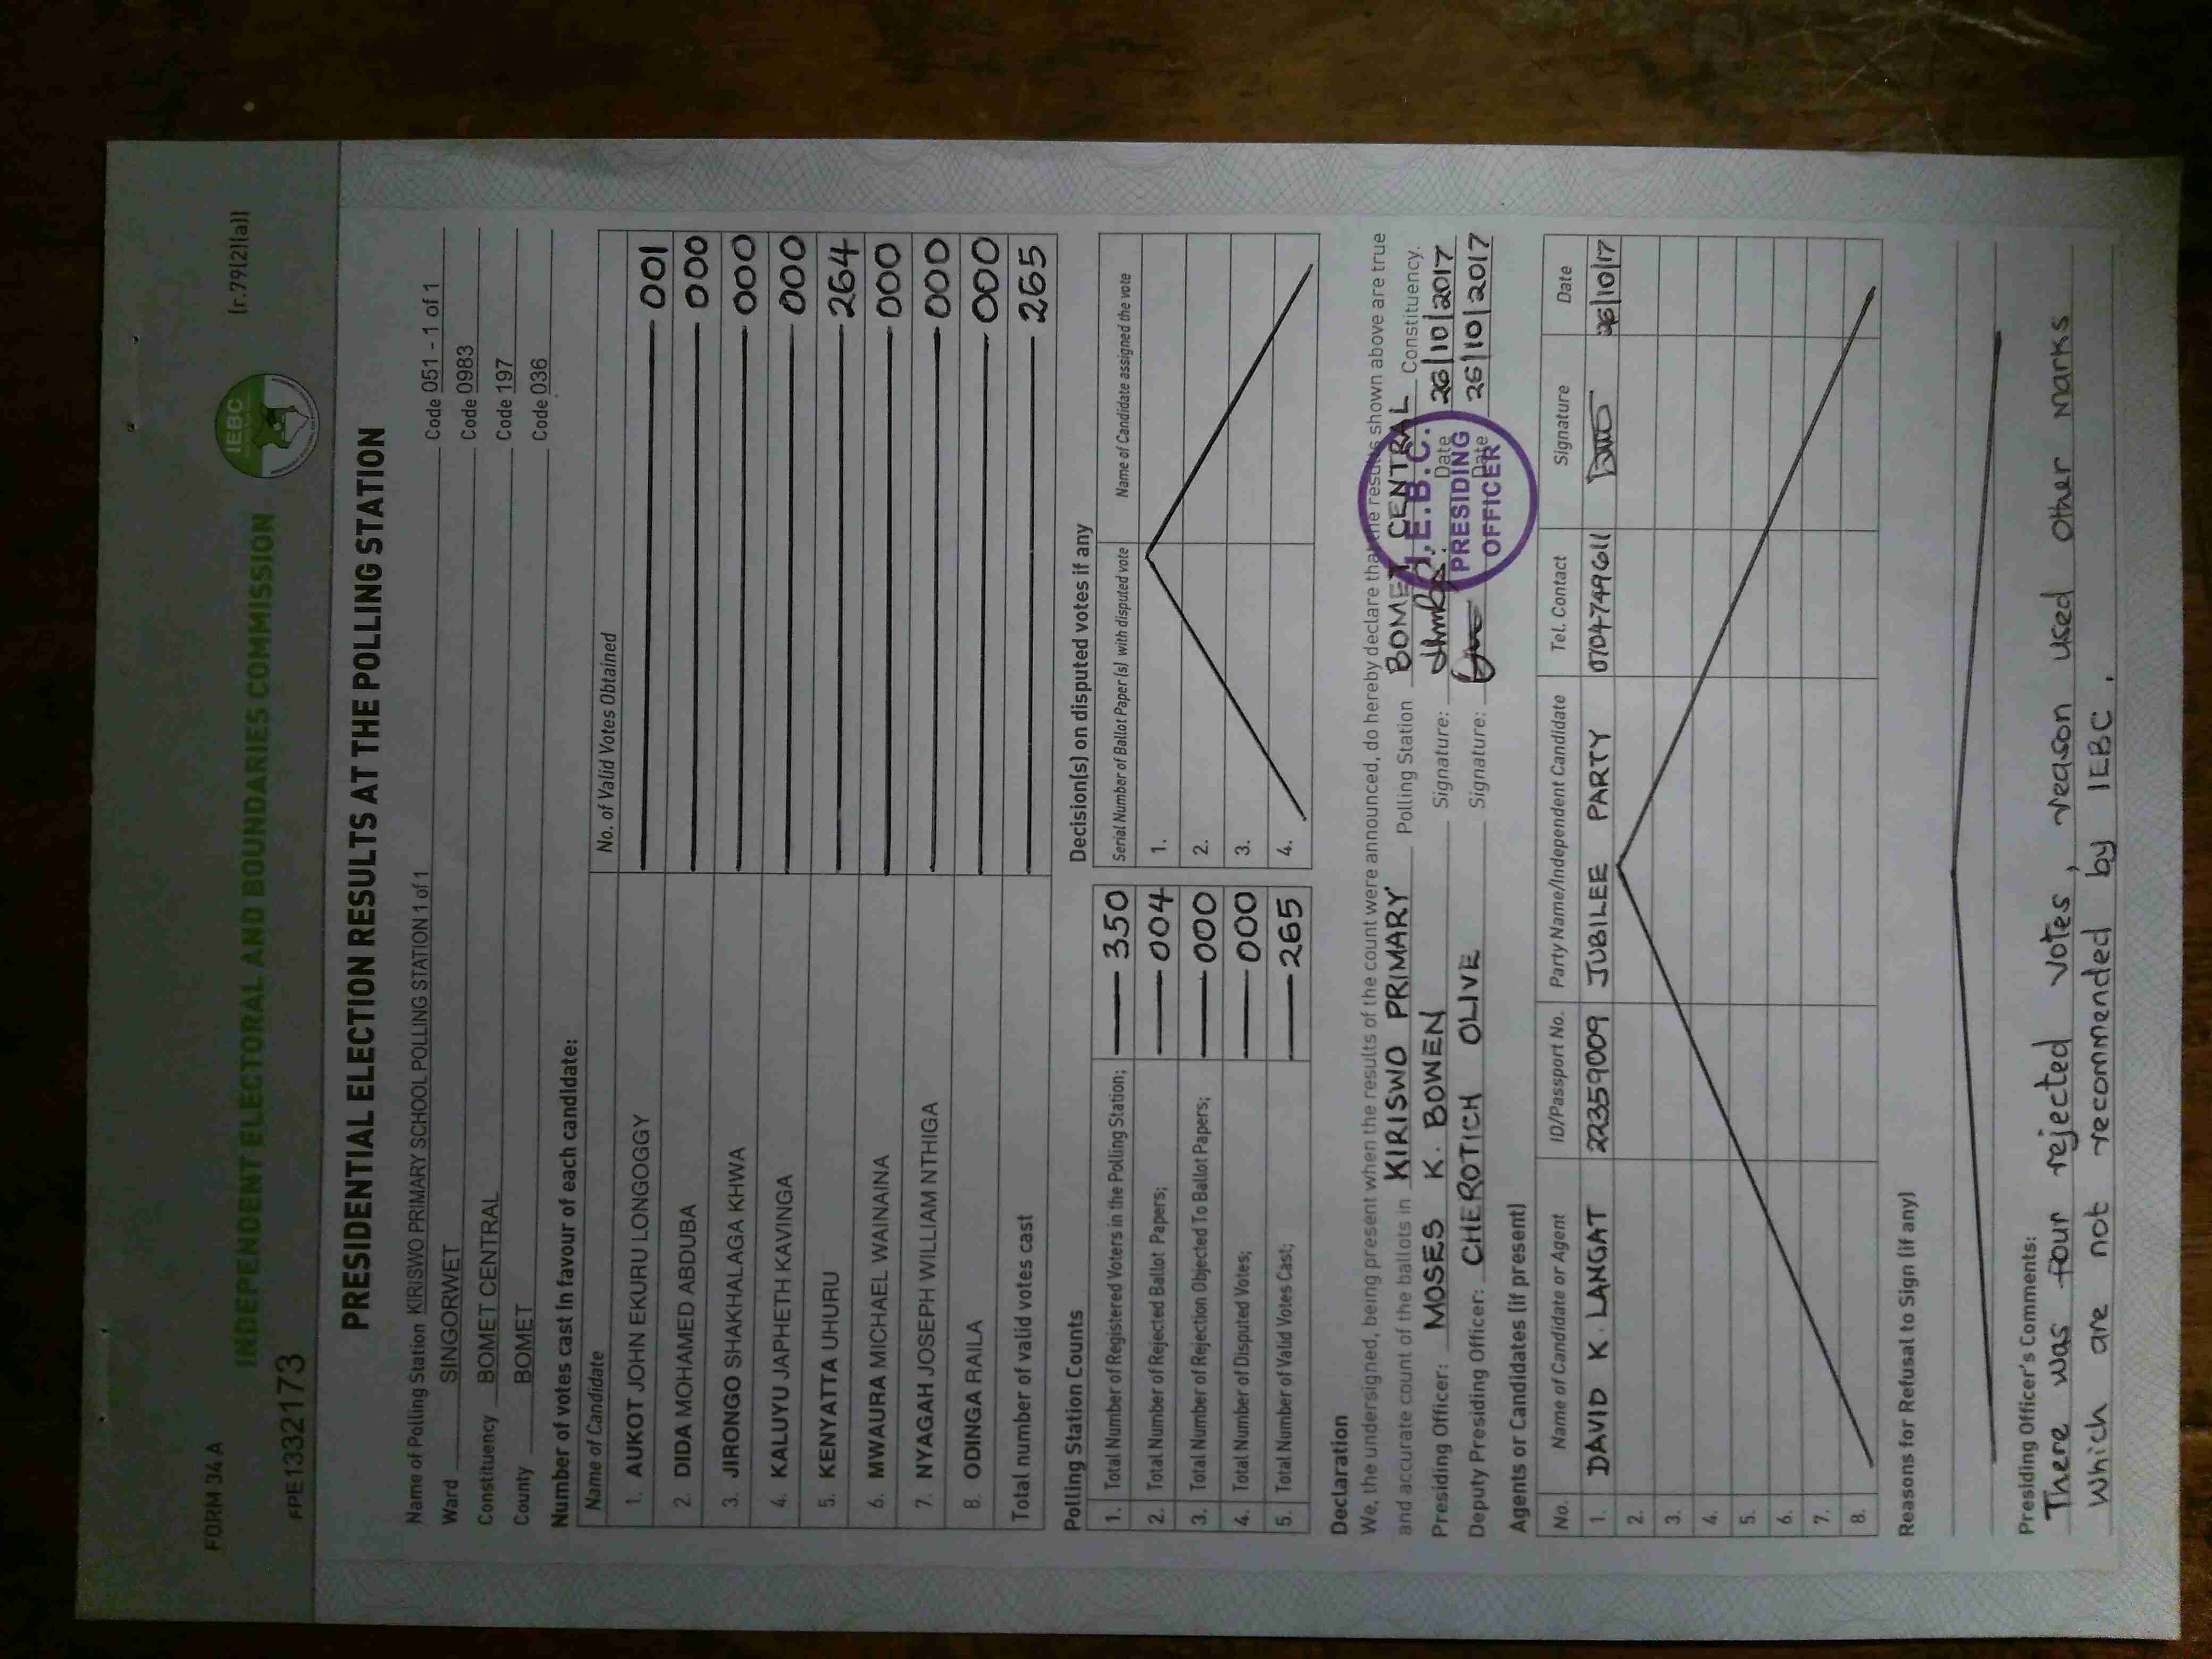 FORM 34A [r.79(2)(a)]
INDEPENDENT ELECTORAL AND BOUNDARIES COMMISSION
IEBC
FPE1332173
PRESIDENTIAL ELECTION RESULTS AT THE POLLING STATION
Name of Polling Station KIRISWO PRIMARY SCHOOL POLLING STATION 1 of 1 Code 051 - 1 of 1
Ward SINGORWET Code 0983
Constituency BOMET CENTRAL Code 197
County BOMET Code 036
Number of votes cast in favour of each candidate:
Name of Candidate No. of Valid Votes Obtained
1. AUKOT JOHN EKURU LONGOGGY 001
2. DIDA MOHAMED ABDUBA 000
3. JIRONGO SHAKHALAGA KHWA 000
4. KALUYU JAPHETH KAVINGA 000
5. KENYATTA UHURU 264
6. MWAURA MICHAEL WAINAINA 000
7. NYAGAH JOSEPH WILLIAM NTHIGA 000
8. ODINGA RAILA 000
Total number of valid votes cast 265
Polling Station Counts
1. Total Number of Registered Voters in the Polling Station; 350
2. Total Number of Rejected Ballot Papers; 004
3. Total Number of Rejection Objected To Ballot Papers; 000
4. Total Number of Disputed Votes; 000
5. Total Number of Valid Votes Cast; 265
Decision(s) on disputed votes if any
Serial Number of Ballot Paper (s) with disputed vote Name of Candidate assigned the vote
1.
2.
3.
4.
Declaration
We, the undersigned, being present when the results of the count were announced, do hereby declare that the results shown above are true
and accurate count of the ballots in KIRISWO PRIMARY Polling Station BOMET CENTRAL Constituency.
Presiding Officer: MOSES K. BOWEN Signature: Date 26/10/2017
Deputy Presiding Officer: CHEROTICH OLIVE Signature: Date 26/10/2017
I.E.B.C.
PRESIDING
OFFICER
Agents or Candidates (if present)
No. Name of Candidate or Agent ID/Passport No. Party Name/Independent Candidate Tel. Contact Signature Date
1. DAVID K. LANGAT 22359009 JUBILEE PARTY 0704749611 26/10/17
2.
3.
4.
5.
6.
7.
8.
Reasons for Refusal to Sign (if any)
Presiding Officer's Comments:
There was four rejected votes, reason used other marks
which are not recommended by IEBC.